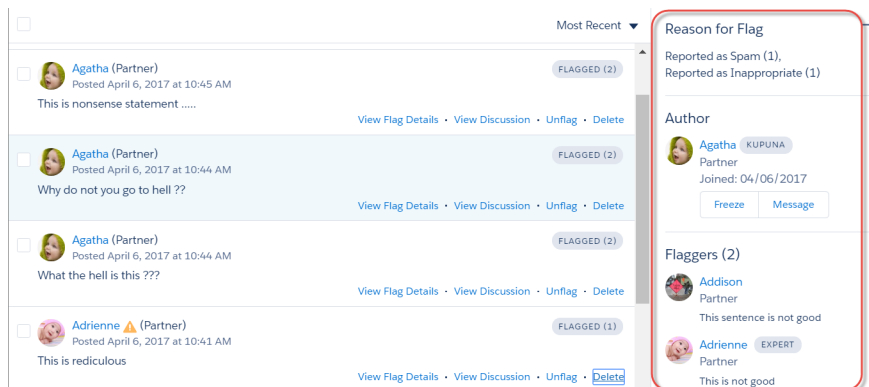 Most Recent
Agatha (Partner)
FLAGGED (2)
Posted April 6, 2017 at 10:45 AM
This is nonsense statement .....
View Flag Details • View Discussion • Unflag • Delete
Agatha (Partner)
FLAGGED (2)
Posted April 6, 2017 at 10:44 AM
Why do not you go to hell ??
View Flag Details • View Discussion • Unflag • Delete
Agatha (Partner)
FLAGGED (2)
Posted April 6, 2017 at 10:44 AM
What the hell is this ???
View Flag Details • View Discussion • Unflag • Delete
Adrienne (Partner)
FLAGGED (1)
Posted April 6, 2017 at 10:41 AM
This is rediculous
View Flag Details • View Discussion • Unflag • Delete
Reason for Flag
Reported as Spam (1),
Reported as Inappropriate (1)
Author
Agatha KUPUNA
Partner
Joined: 04/06/2017
Freeze Message
Flaggers (2)
Addison
Partner
This sentence is not good
Adrienne EXPERT
Partner
This is not good